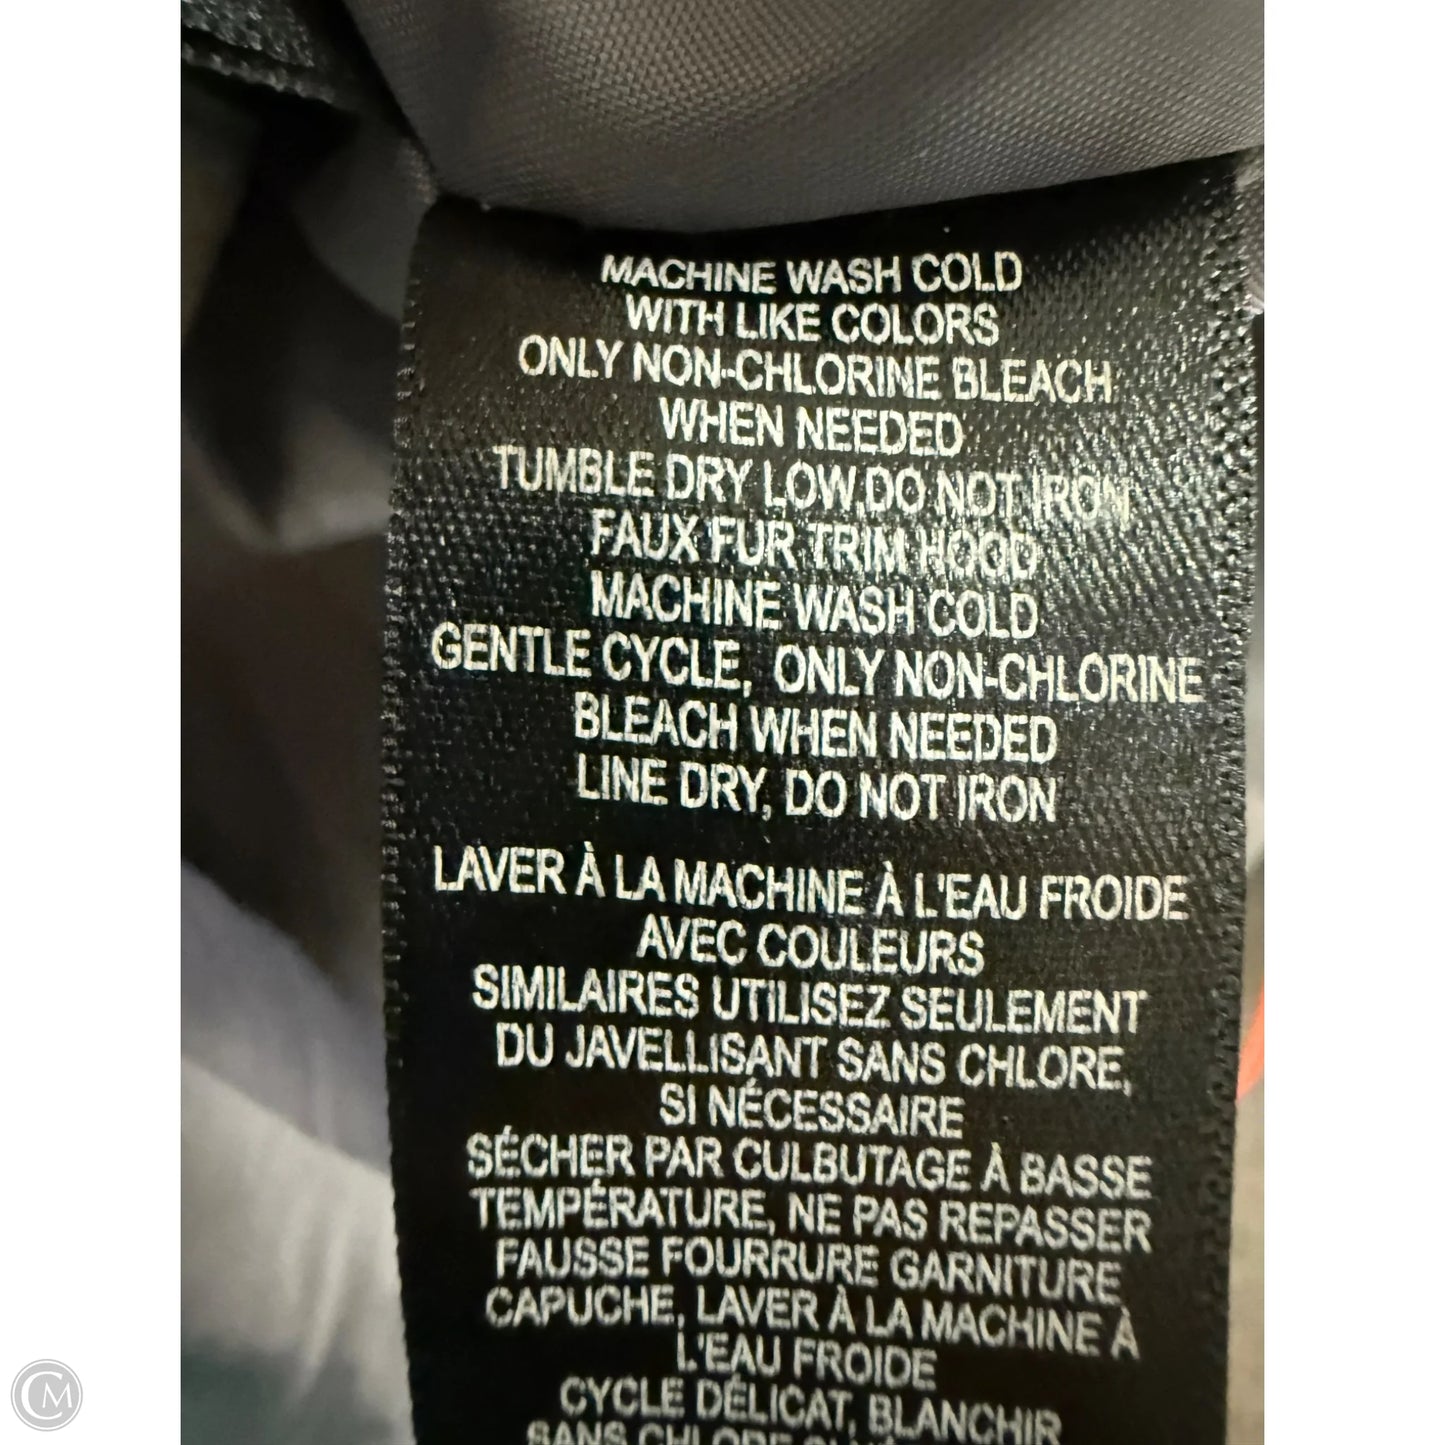 MACHINE WASH COLD
WITH LIKE COLORS
ONLY NON-CHLORINE BLEACH
WHEN NEEDED
TUMBLE DRY LOW,DO NOT IRON
FAUX FUR TRIM HOOD
MACHINE WASH COLD
GENTLE CYCLE, ONLY NON-CHLORINE
BLEACH WHEN NEEDED
LINE DRY, DO NOT IRON
LAVER À LA MACHINE À L'EAU FROIDE
AVEC COULEURS
SIMILAIRES UTILISEZ SEULEMENT
DU JAVELLISANT SANS CHLORE,
SI NÉCESSAIRE
SÉCHER PAR CULBUTAGE À BASSE
TEMPÉRATURE, NE PAS REPASSER
FAUSSE FOURRURE GARNITURE
CAPUCHE, LAVER À LA MACHINE À
L'EAU FROIDE
CYCLE DÉLICAT, BLANCHIR
SANS CHLORE
CM